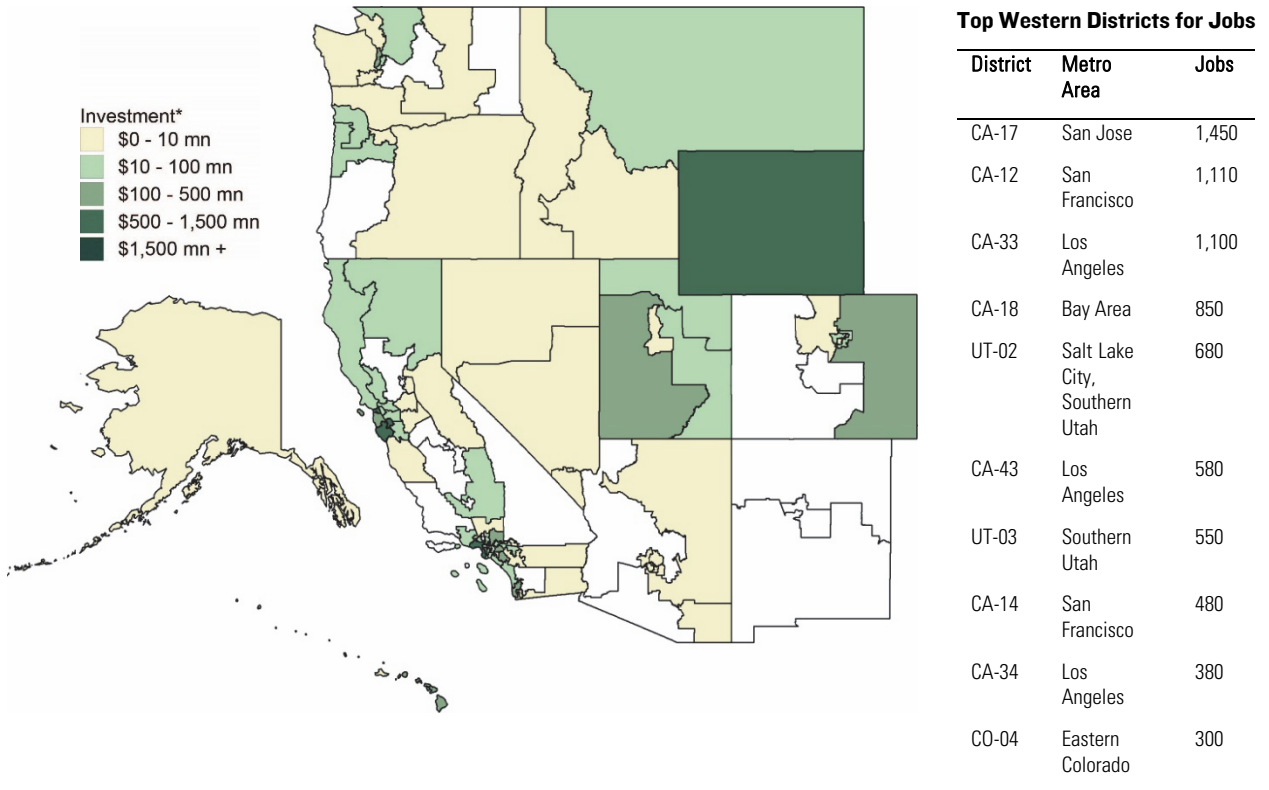 Top Western Districts for Jobs
District Metro Area Jobs
CA-17 San Jose 1,450
CA-12 San Francisco 1,110
CA-33 Los Angeles 1,100
CA-18 Bay Area 850
UT-02 Salt Lake City, Southern Utah 680
CA-43 Los Angeles 580
UT-03 Southern Utah 550
CA-14 San Francisco 480
CA-34 Los Angeles 380
CO-04 Eastern Colorado 300
Investment*
$0 - 10 mn
$10 - 100 mn
$100 - 500 mn
$500 - 1,500 mn
$1,500 mn +